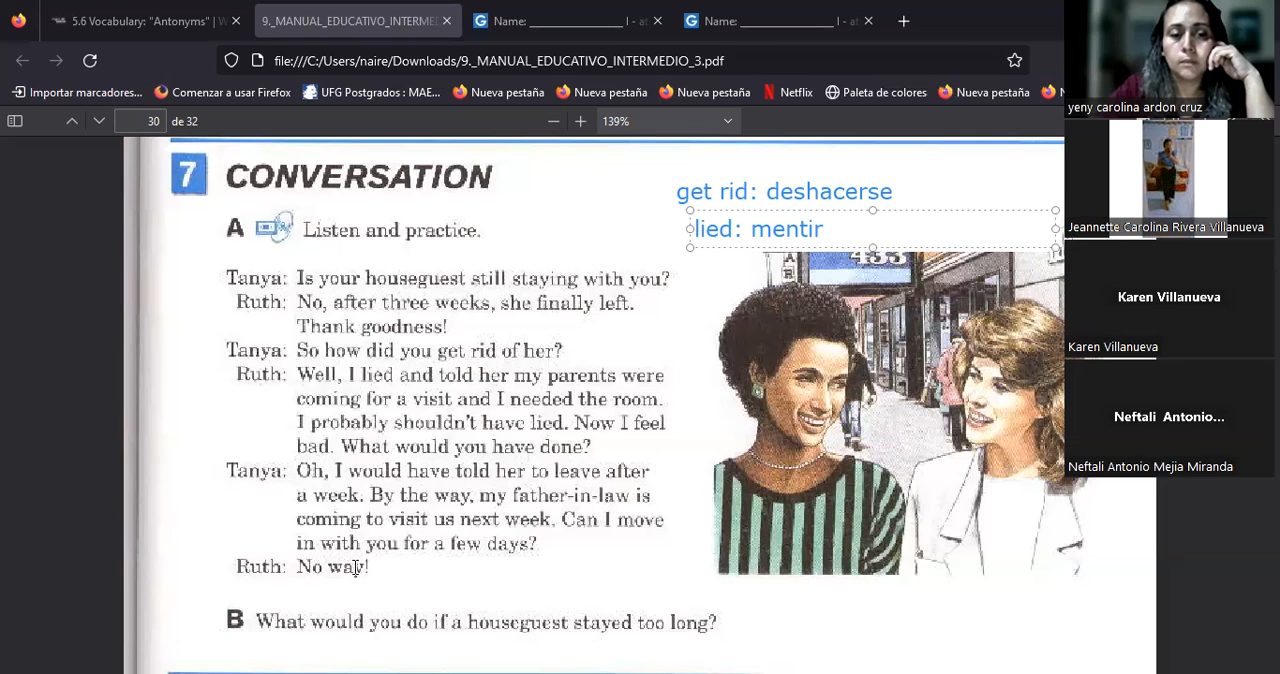 5.6 Vocabulary: "Antonyms" | W
9._MANUAL_EDUCATIVO_INTERME
Name: ______________ I - at
Name: ______________ I - at
file:///C:/Users/naire/Downloads/9._MANUAL_EDUCATIVO_INTERMEDIO_3.pdf
Importar marcadores...
Comenzar a usar Firefox
UFG Postgrados : MAE...
Nueva pestaña
Nueva pestaña
Nueva pestaña
Netflix
Paleta de colores
Nueva pestaña
30 de 32
139%
7 CONVERSATION
A Listen and practice.
get rid: deshacerse
lied: mentir
Tanya: Is your houseguest still staying with you?
Ruth: No, after three weeks, she finally left.
Thank goodness!
Tanya: So how did you get rid of her?
Ruth: Well, I lied and told her my parents were
coming for a visit and I needed the room.
I probably shouldn't have lied. Now I feel
bad. What would you have done?
Tanya: Oh, I would have told her to leave after
a week. By the way, my father-in-law is
coming to visit us next week. Can I move
in with you for a few days?
Ruth: No way!
B What would you do if a houseguest stayed too long?
yeny carolina ardon cruz
Jeannette Carolina Rivera Villanueva
Karen Villanueva
Karen Villanueva
Neftali Antonio...
Neftali Antonio Mejia Miranda